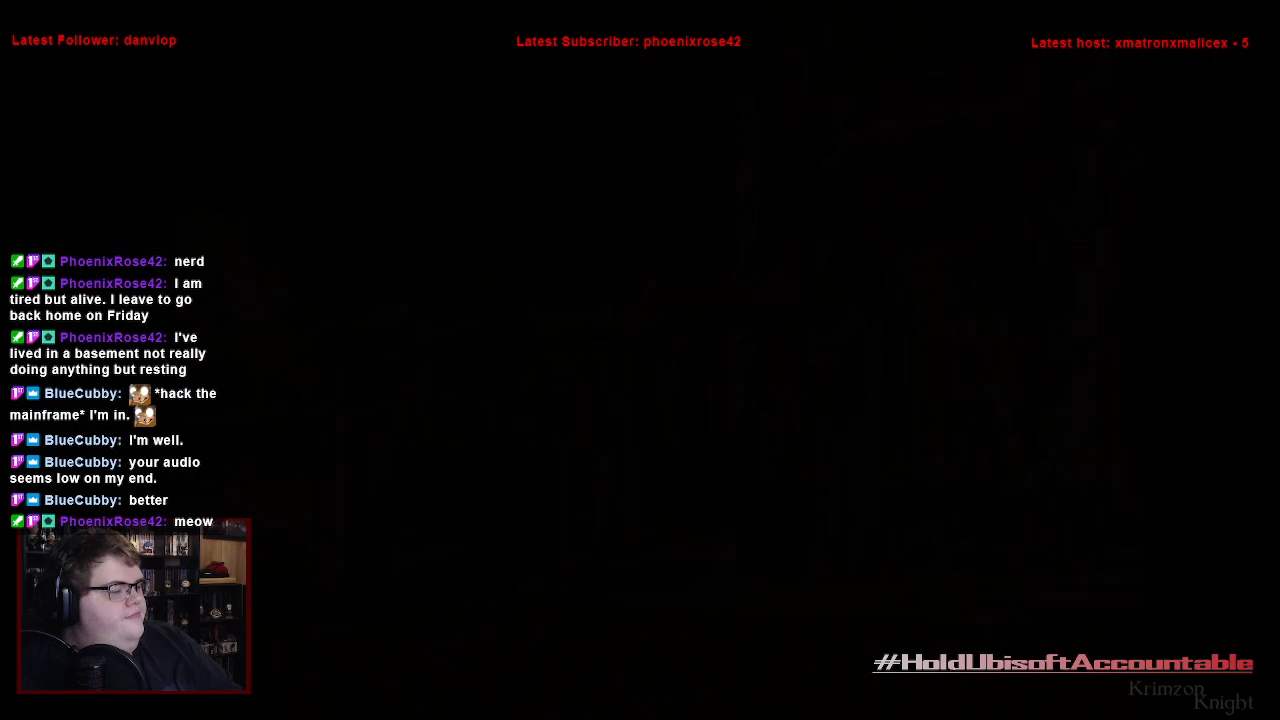 Latest Follower: danvlop
Latest Subscriber: phoenixrose42
Latest host: xmatronxmalicex - 5
PhoenixRose42: nerd
PhoenixRose42: I am
tired but alive. I leave to go
back home on Friday
PhoenixRose42: I've
lived in a basement not really
doing anything but resting
BlueCubby: *hack the
mainframe* I'm in.
BlueCubby: I'm well.
BlueCubby: your audio
seems low on my end.
BlueCubby: better
PhoenixRose42: meow
#HoldUbisoftAccountable
Krimzon
Knight